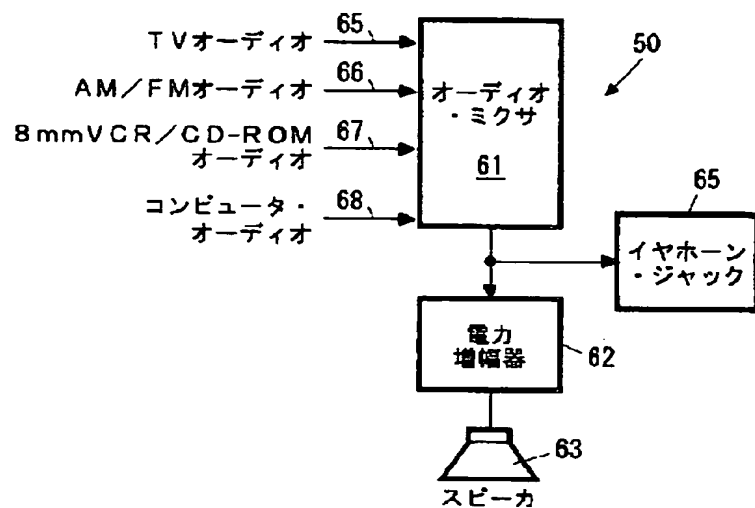 TVオーディオ 65
AM/FMオーディオ 66
8mmVCR/CD-ROM
オーディオ 67
コンピュータ・
オーディオ 68
オーディオ
・ミクサ
61
50
65
イヤホーン
・ジャック
電力
増幅器
62
63
スピーカ